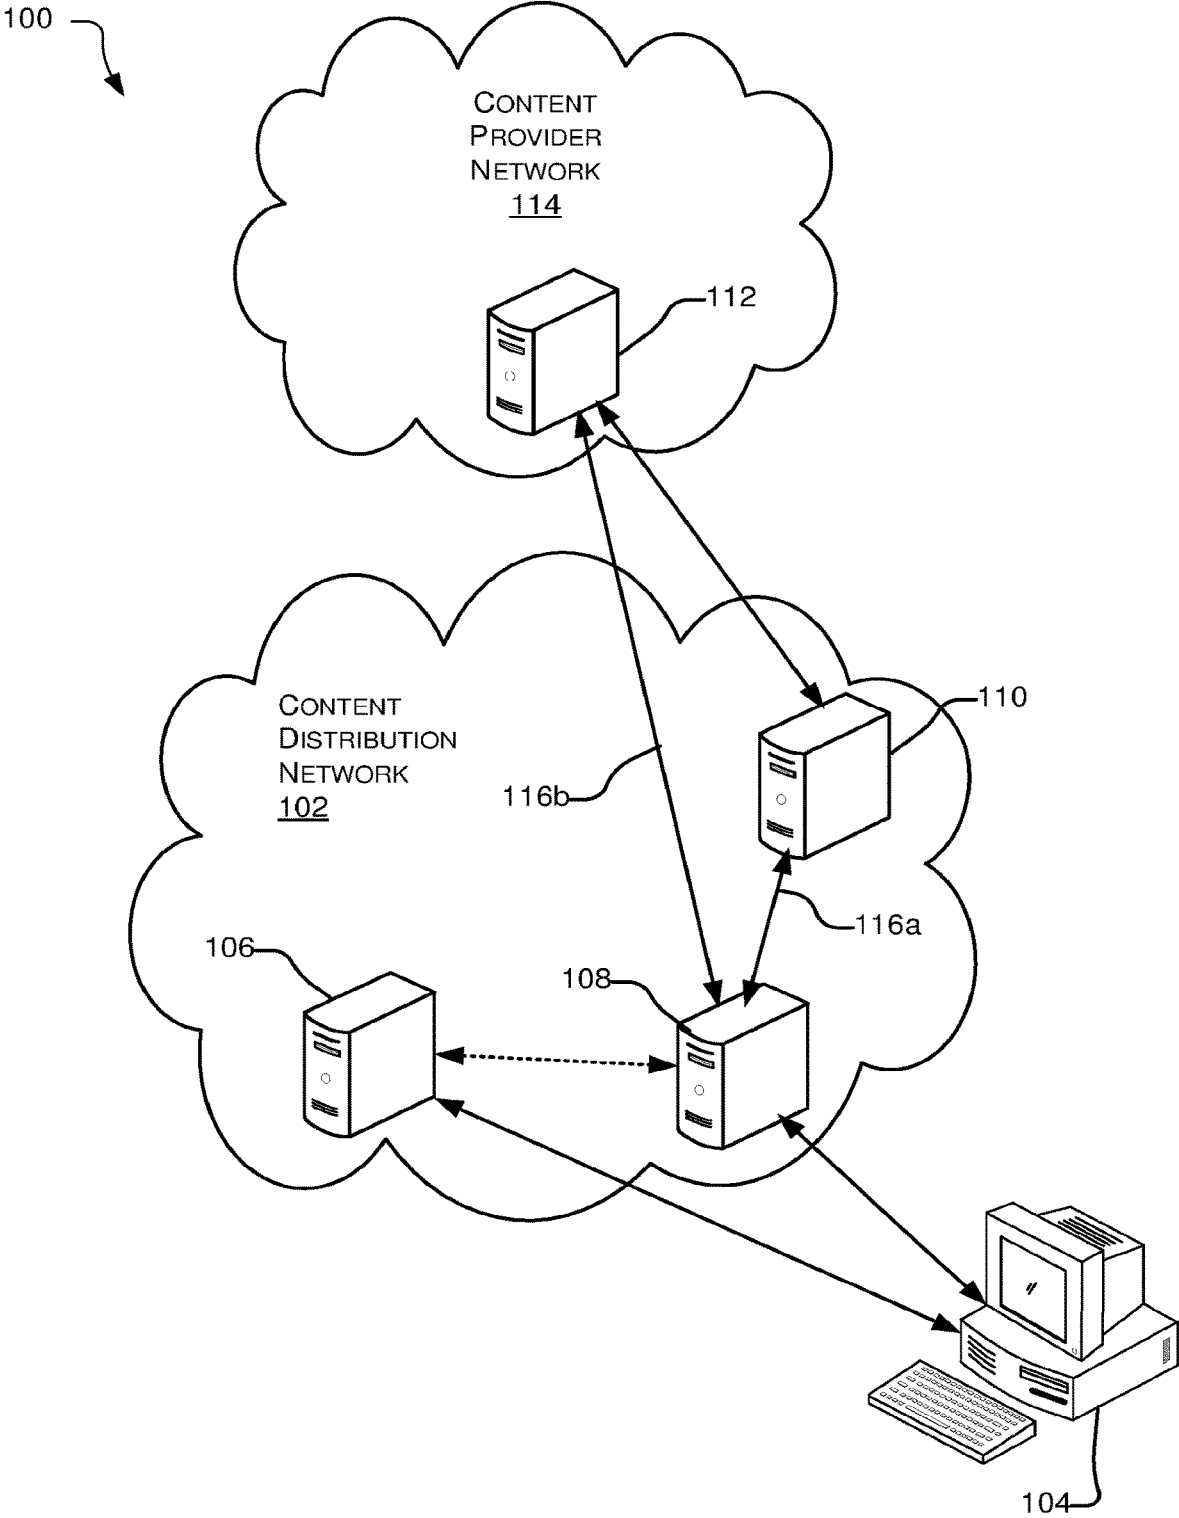 100
CONTENT
PROVIDER
NETWORK
114
112
110
CONTENT
DISTRIBUTION
NETWORK
102
116b
116a
106
108
104